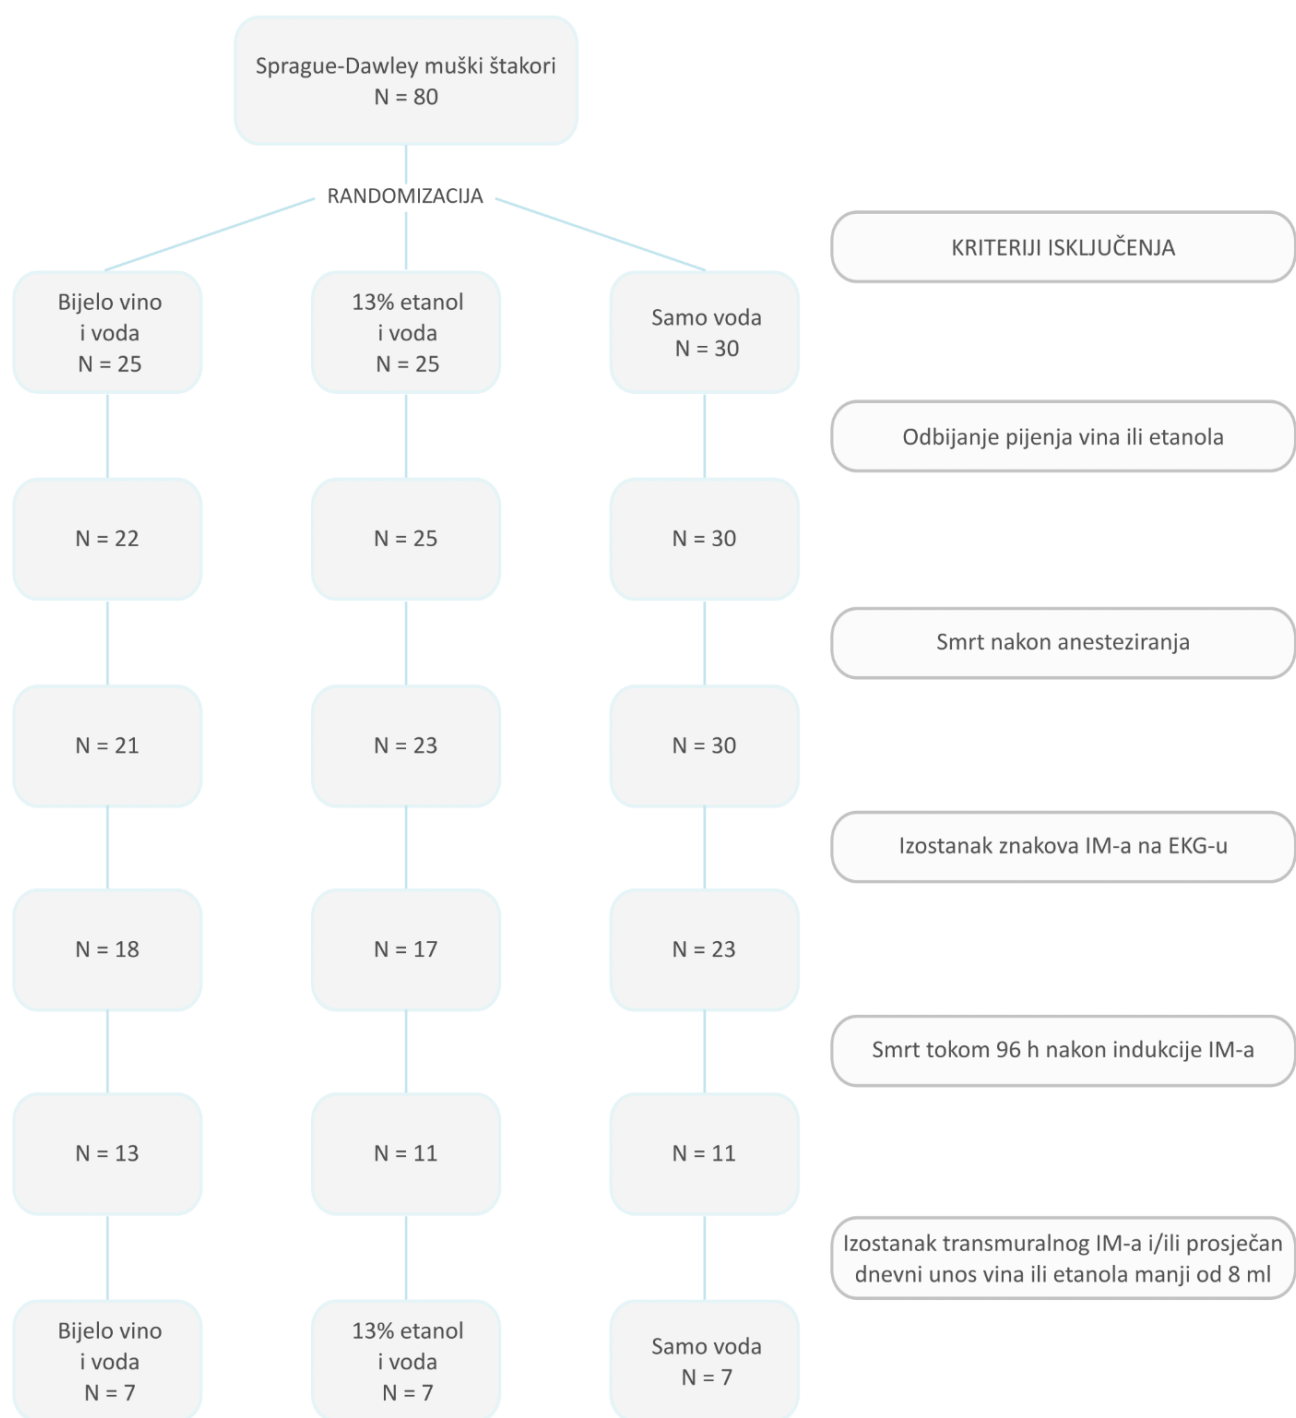 Sprague-Dawley muški štakori
N = 80
RANDOMIZACIJA
KRITERIJI ISKLJUČENJA
Bijelo vino
i voda
N = 25
13% etanol
i voda
N = 25
Samo voda
N = 30
Odbijanje pijenja vina ili etanola
N = 22
N = 25
N = 30
Smrt nakon anesteziranja
N = 21
N = 23
N = 30
Izostanak znakova IM-a na EKG-u
N = 18
N = 17
N = 23
Smrt tokom 96 h nakon indukcije IM-a
N = 13
N = 11
N = 11
Izostanak transmuralnog IM-a i/ili prosječan
dnevni unos vina ili etanola manji od 8 ml
Bijelo vino
i voda
N = 7
13% etanol
i voda
N = 7
Samo voda
N = 7